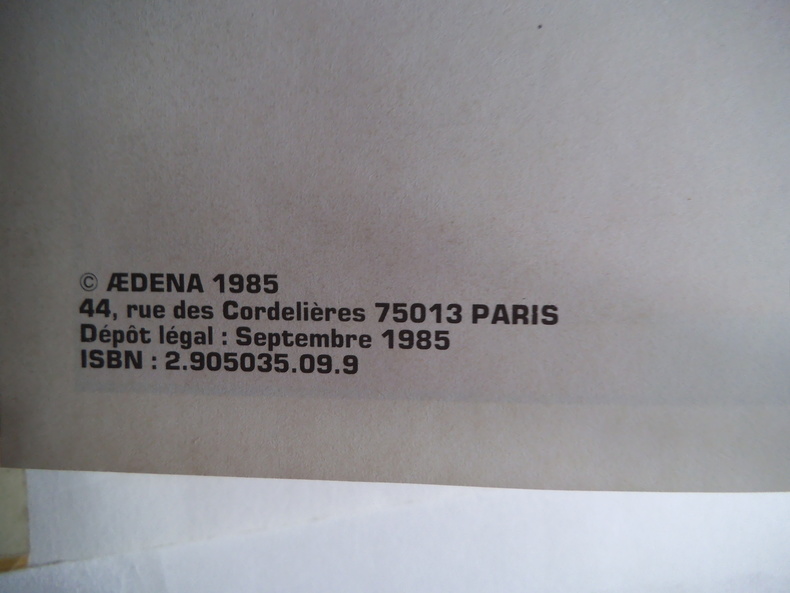 © ÆDENA 1985
44, rue des Cordelières 75013 PARIS
Dépôt légal : Septembre 1985
ISBN : 2.905035.09.9